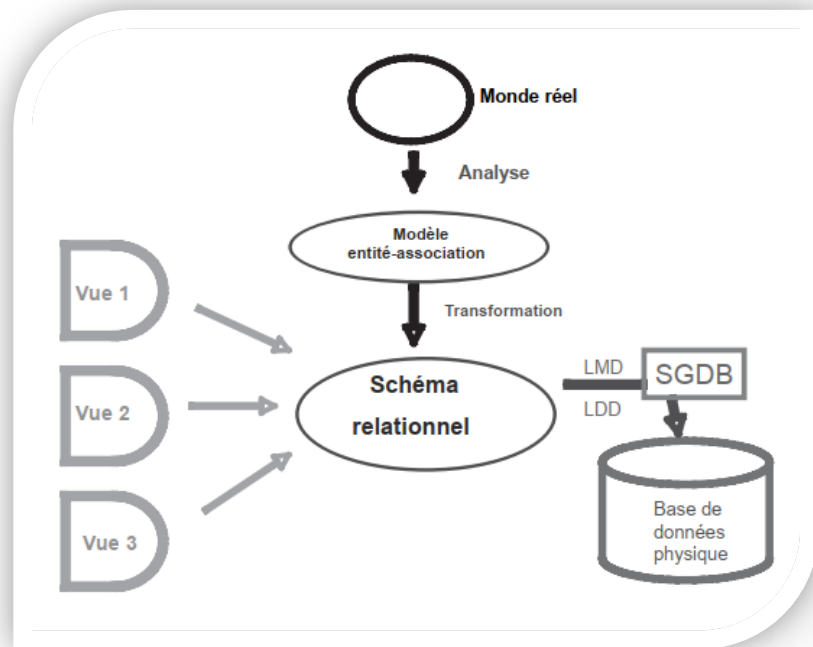 Monde réel
Analyse
Modèle
entité-association
Transformation
Vue 1
Vue 2
Vue 3
Schéma
relationnel
LMD
LDD
SGDB
Base de
données
physique